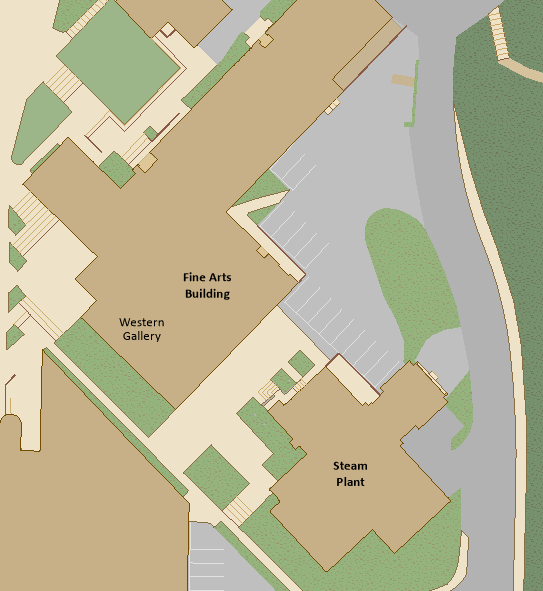 Fine Arts
Building
Western
Gallery
Steam
Plant